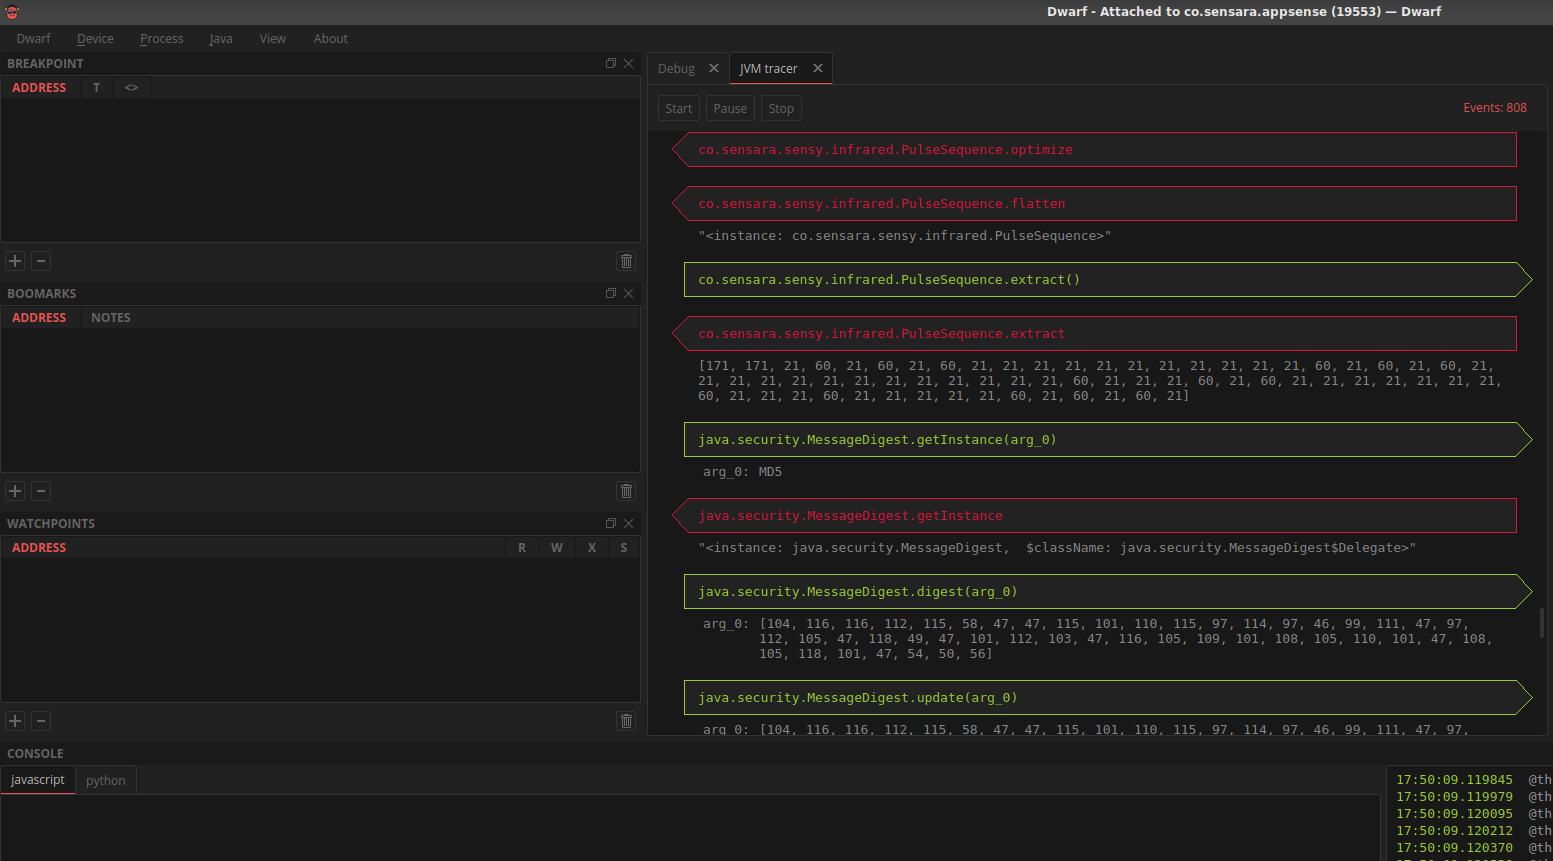 Dwarf - Attached to co.sensara.appsense (19553) — Dwarf
Dwarf Device Process Java View About
BREAKPOINT
ADDRESS T <>
BOOMARKS
ADDRESS NOTES
WATCHPOINTS
ADDRESS R W X S
Debug JVM tracer
Start Pause Stop Events: 808
co.sensara.sensy.infrared.PulseSequence.optimize
co.sensara.sensy.infrared.PulseSequence.flatten
"<instance: co.sensara.sensy.infrared.PulseSequence>"
co.sensara.sensy.infrared.PulseSequence.extract()
co.sensara.sensy.infrared.PulseSequence.extract
[171, 171, 21, 60, 21, 60, 21, 60, 21, 21, 21, 21, 21, 21, 21, 21, 21, 21, 21, 60, 21, 60, 21, 60, 21,
21, 21, 21, 21, 21, 21, 21, 21, 21, 21, 21, 21, 60, 21, 21, 21, 60, 21, 60, 21, 21, 21, 21, 21, 21,
60, 21, 21, 21, 60, 21, 21, 21, 21, 21, 60, 21, 60, 21, 60, 21]
java.security.MessageDigest.getInstance(arg_0)
arg_0: MD5
java.security.MessageDigest.getInstance
"<instance: java.security.MessageDigest, $className: java.security.MessageDigest$Delegate>"
java.security.MessageDigest.digest(arg_0)
arg_0: [104, 116, 116, 112, 115, 58, 47, 47, 115, 101, 110, 115, 97, 114, 97, 46, 99, 111, 47, 97,
112, 105, 47, 118, 49, 47, 101, 112, 103, 47, 116, 105, 109, 101, 108, 105, 110, 101, 47, 108,
105, 118, 101, 47, 54, 50, 56]
java.security.MessageDigest.update(arg_0)
arg_0: [104, 116, 116, 112, 115, 58, 47, 47, 115, 101, 110, 115, 97, 114, 97, 46, 99, 111, 47, 97,
CONSOLE
javascript python
17:50:09.119845 @th
17:50:09.119979 @th
17:50:09.120095 @th
17:50:09.120212 @th
17:50:09.120370 @th